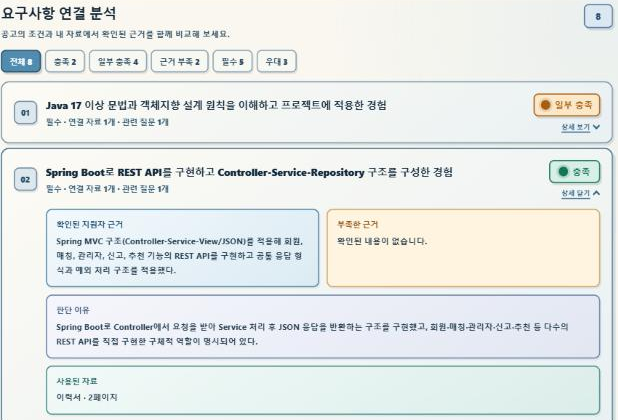 요구사항 연결 분석
8
공고의 조건과 내 자료에서 확인된 근거를 함께 비교해 보세요.
전체 8 충족 2 일부 충족 4 근거 부족 2 필수 5 우대 3
01 Java 17 이상 문법과 객체지향 설계 원칙을 이해하고 프로젝트에 적용한 경험 일부 충족
필수 · 연결 자료 1개 · 관련 질문 1개 상세 보기
02 Spring Boot로 REST API를 구현하고 Controller-Service-Repository 구조를 구성한 경험 충족
필수 · 연결 자료 1개 · 관련 질문 1개 상세 닫기
확인된 지원자 근거
Spring MVC 구조(Controller-Service-View/JSON)를 적용해 회원,
매칭, 관리자, 신고, 추천 기능의 REST API를 구현하고 공통 응답 형
식과 예외 처리 구조를 적용했다.
부족한 근거
확인된 내용이 없습니다.
판단 이유
Spring Boot로 Controller에서 요청을 받아 Service 처리 후 JSON 응답을 반환하는 구조를 구현했고, 회원·매칭·관리자·신고·추천 등 다수의
REST API를 직접 구현한 구체적 역할이 명시되어 있다.
사용된 자료
이력서 · 2페이지